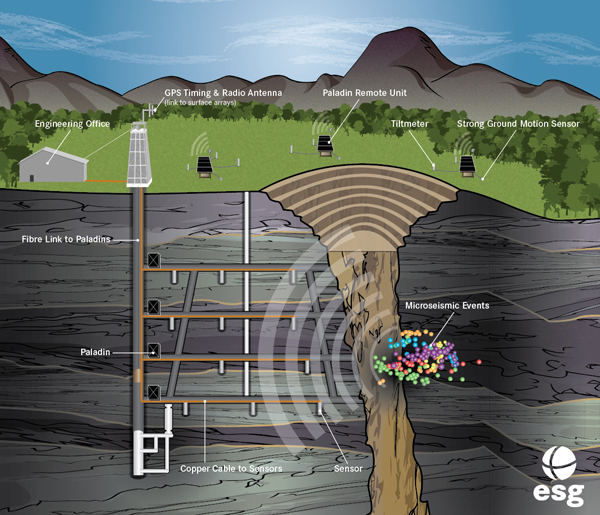 GPS Timing & Radio Antenna
(link to surface arrays)
Paladin Remote Unit
Engineering Office
Tiltmeter
Strong Ground Motion Sensor
Fibre Link to Paladins
Microseismic Events
Paladin
Copper Cable to Sensors
Sensor
esg